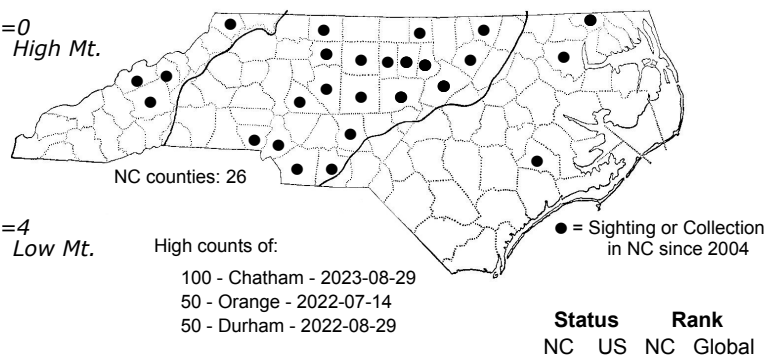 =0
High Mt.
NC counties: 26
=4
Low Mt.
High counts of:
100 - Chatham - 2023-08-29
50 - Orange - 2022-07-14
50 - Durham - 2022-08-29
● = Sighting or Collection
in NC since 2004
Status Rank
NC US NC Global